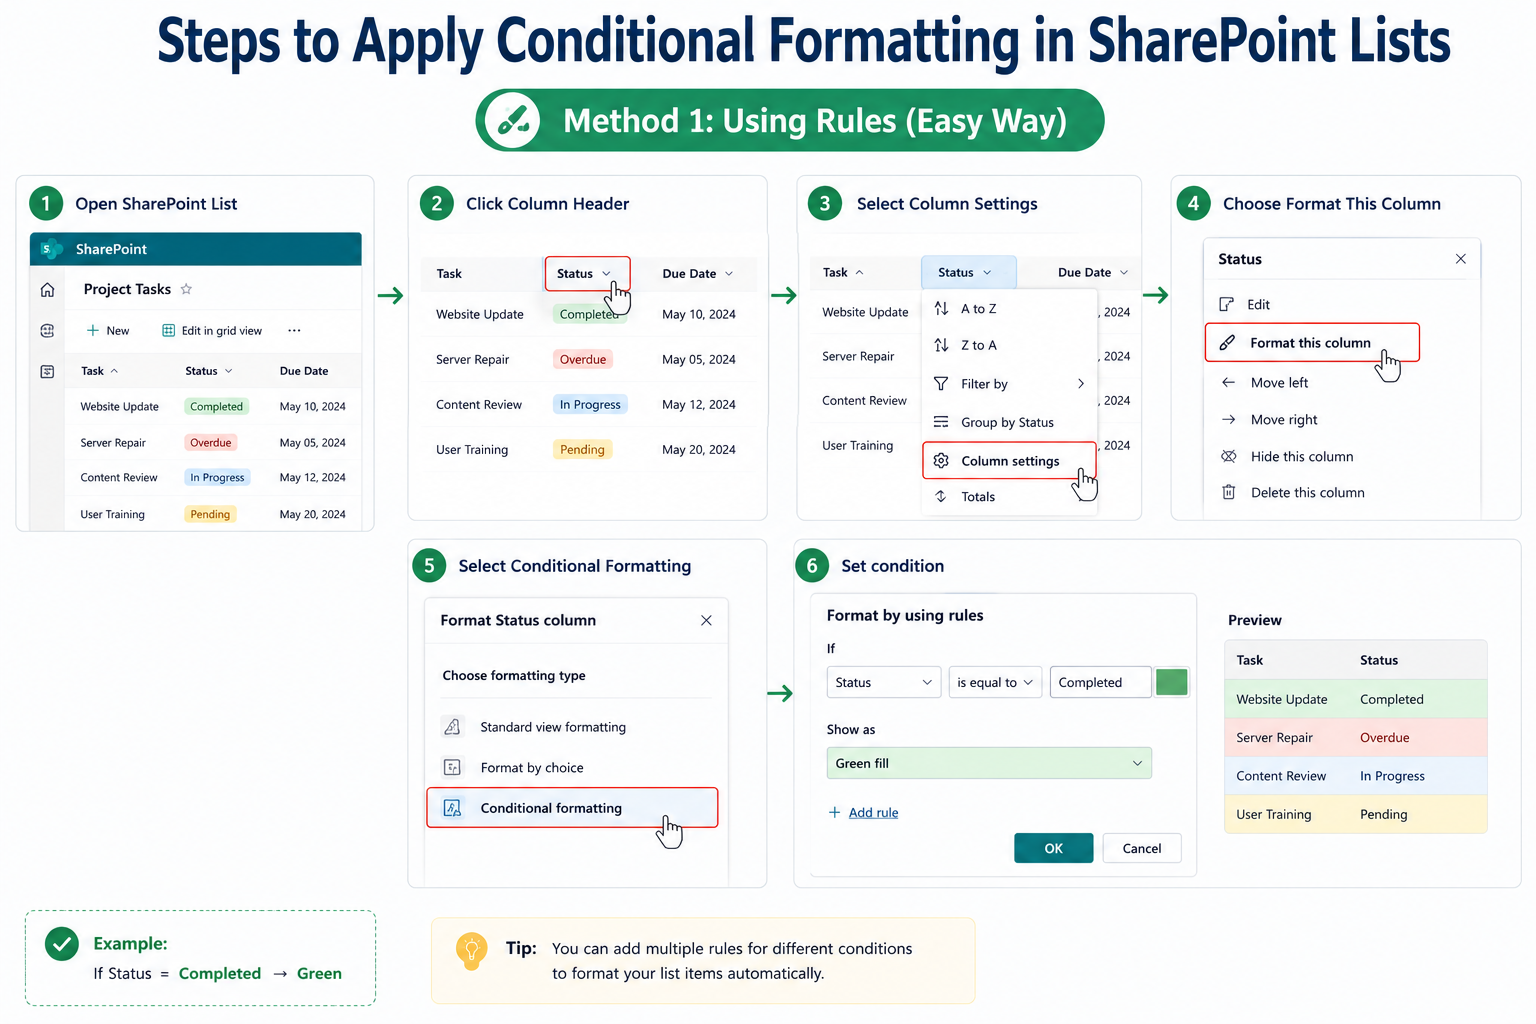 Steps to Apply Conditional Formatting in SharePoint Lists
Method 1: Using Rules (Easy Way)
1 Open SharePoint List
S SharePoint
Project Tasks
New Edit in grid view ...
Task Status Due Date
Website Update Completed May 10, 2024
Server Repair Overdue May 05, 2024
Content Review In Progress May 12, 2024
User Training Pending May 20, 2024
2 Click Column Header
Task Status Due Date
Website Update Completed May 10, 2024
Server Repair Overdue May 05, 2024
Content Review In Progress May 12, 2024
User Training Pending May 20, 2024
3 Select Column Settings
Task Status Due Date
Website Update , 2024
Server Repair , 2024
Content Review , 2024
User Training , 2024
A to Z
Z to A
Filter by
Group by Status
Column settings
Totals
4 Choose Format This Column
Status
Edit
Format this column
Move left
Move right
Hide this column
Delete this column
5 Select Conditional Formatting
Format Status column
Choose formatting type
Standard view formatting
Format by choice
Conditional formatting
6 Set condition
Format by using rules
If
Status is equal to Completed
Show as
Green fill
+ Add rule
OK Cancel
Preview
Task Status
Website Update Completed
Server Repair Overdue
Content Review In Progress
User Training Pending
Example:
If Status = Completed → Green
Tip: You can add multiple rules for different conditions
to format your list items automatically.